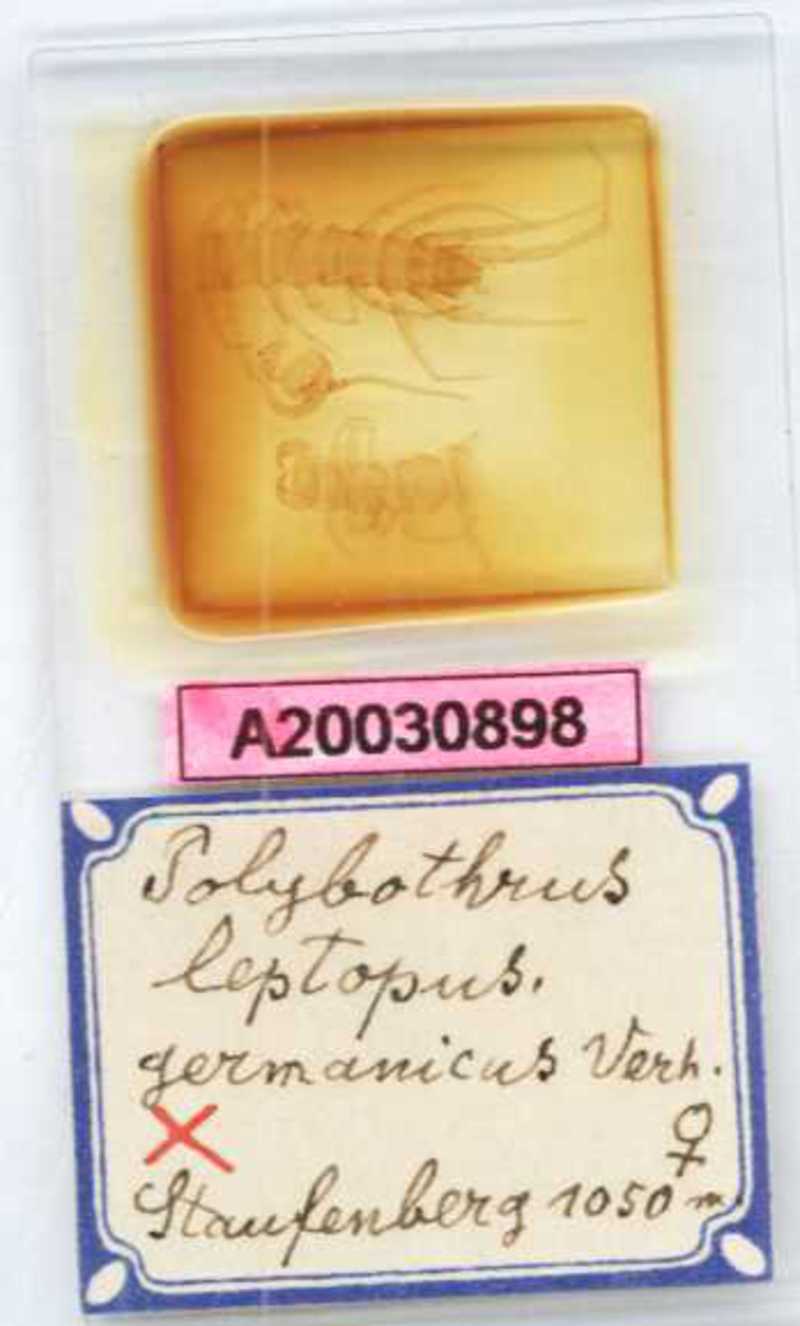 A20030898
Polybothrus
leptopus.
germanicus Verh.
♀
Staufenberg 1050 m.